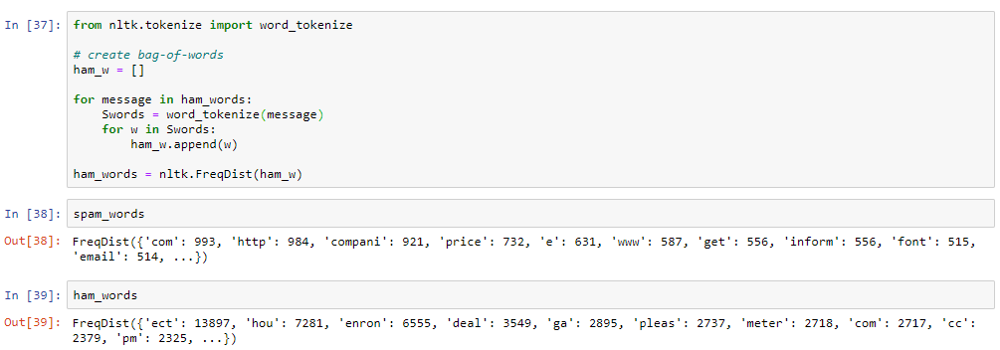 In [37]: from nltk.tokenize import word_tokenize
# create bag-of-words
ham_w = []
for message in ham_words:
    Swords = word_tokenize(message)
    for w in Swords:
        ham_w.append(w)
ham_words = nltk.FreqDist(ham_w)
In [38]: spam_words
Out[38]: FreqDist({'com': 993, 'http': 984, 'compani': 921, 'price': 732, 'e': 631, 'www': 587, 'get': 556, 'inform': 556, 'font': 515,
'email': 514, ...})
In [39]: ham_words
Out[39]: FreqDist({'ect': 13897, 'hou': 7281, 'enron': 6555, 'deal': 3549, 'ga': 2895, 'pleas': 2737, 'meter': 2718, 'com': 2717, 'cc':
2379, 'pm': 2325, ...})